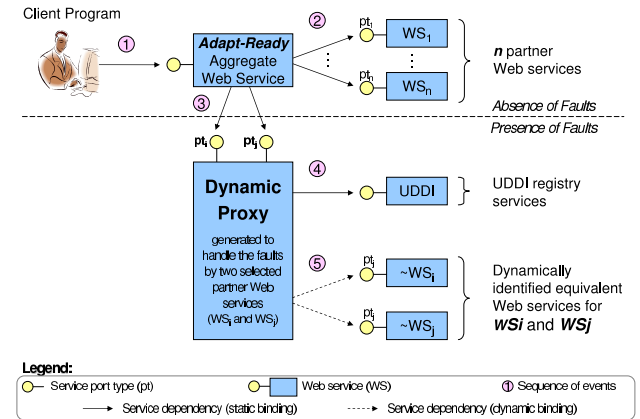 Client Program
1
Adapt-Ready
Aggregate
Web Service
2
pt1
WS1
ptn
WSn
n partner
Web services
Absence of Faults
Presence of Faults
3
pti
ptj
Dynamic
Proxy
generated to
handle the faults
by two selected
partner Web
services
(WSi and WSj)
4
UDDI
UDDI registry
services
5
ptj
~WSi
ptj
~WSj
Dynamically
identified equivalent
Web services for
WSi and WSj
Legend:
Service port type (pt)
Web service (WS)
1 Sequence of events
Service dependency (static binding)
Service dependency (dynamic binding)